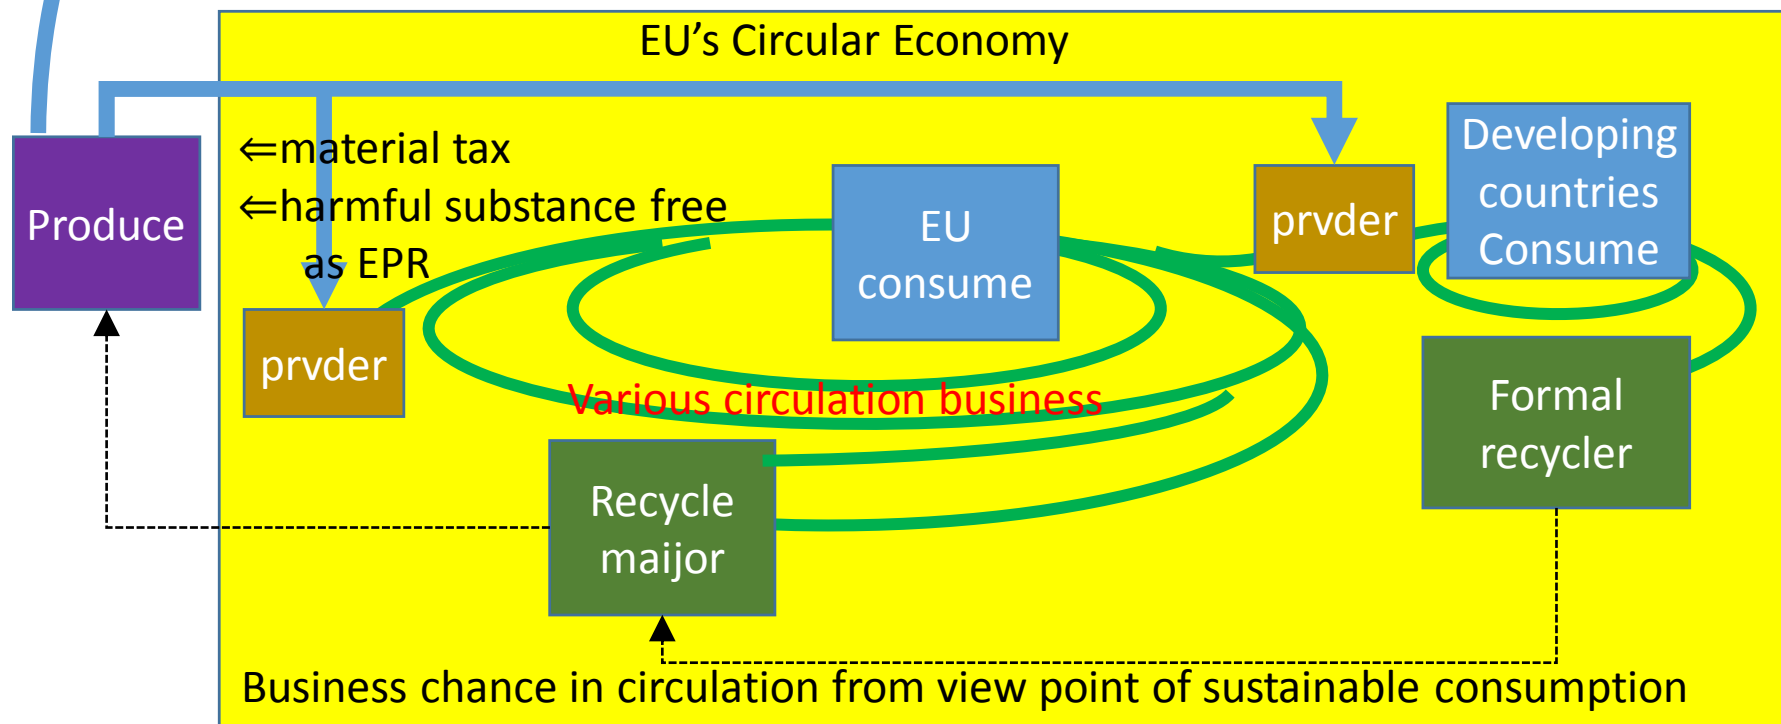 EU’s Circular Economy
Produce
⇐material tax
⇐harmful substance free
as EPR
prvder
EU
consume
prvder
Developing
countries
Consume
Various circulation business
Recycle
maijor
Formal
recycler
Business chance in circulation from view point of sustainable consumption